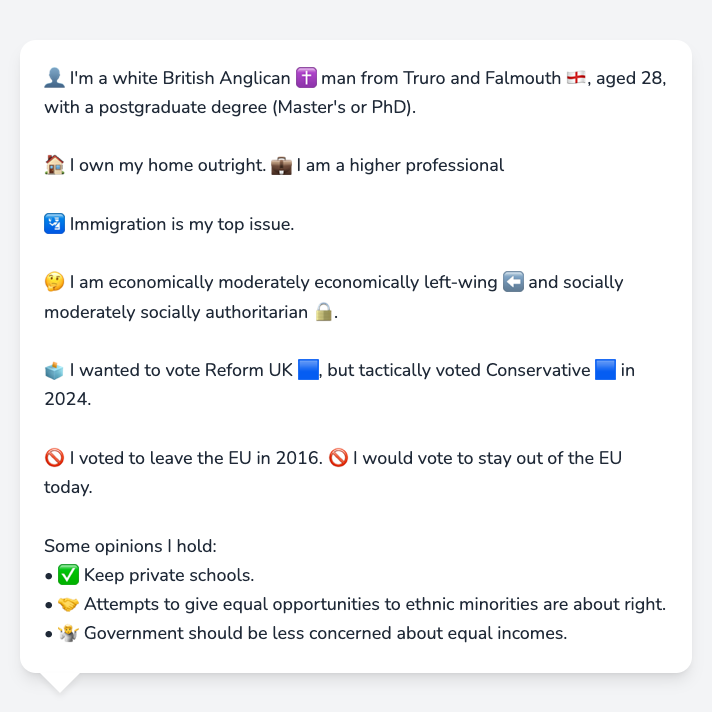 👤 I'm a white British Anglican ✝️ man from Truro and Falmouth 🏴󠁧󠁢󠁥󠁮󠁧󠁿, aged 28,
with a postgraduate degree (Master's or PhD).
🏠 I own my home outright. 💼 I am a higher professional
🛂 Immigration is my top issue.
🤔 I am economically moderately economically left-wing ⬅️ and socially
moderately socially authoritarian 🔒.
🗳️ I wanted to vote Reform UK 🟦, but tactically voted Conservative 🟦 in
2024.
🚫 I voted to leave the EU in 2016. 🚫 I would vote to stay out of the EU
today.
Some opinions I hold:
• ✅ Keep private schools.
• 🤝 Attempts to give equal opportunities to ethnic minorities are about right.
• 🤷 Government should be less concerned about equal incomes.